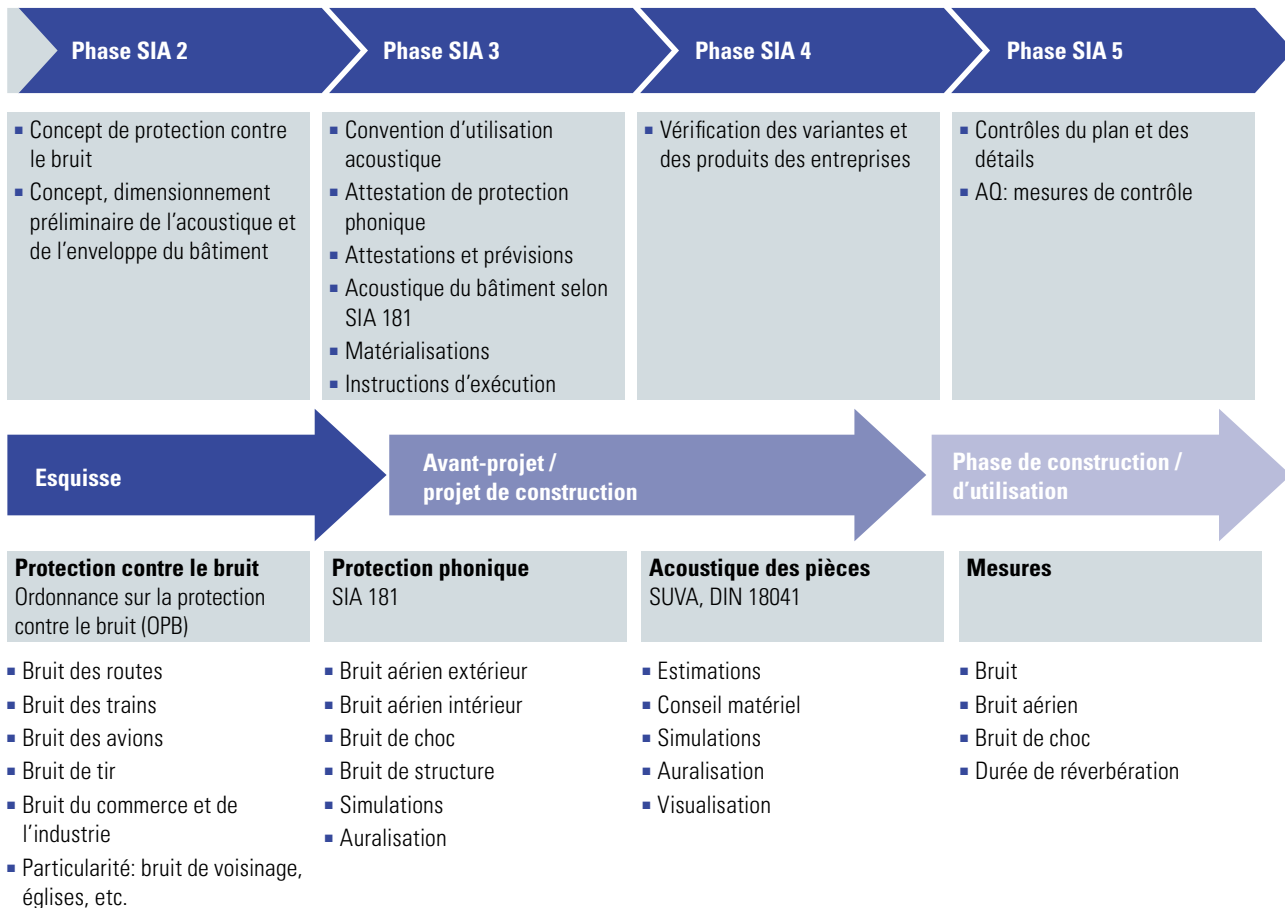 Phase SIA 2
Phase SIA 3
Phase SIA 4
Phase SIA 5
▪ Concept de protection contre
le bruit
▪ Concept, dimensionnement
préliminaire de l'acoustique et
de l'enveloppe du bâtiment
▪ Convention d'utilisation
acoustique
▪ Attestation de protection
phonique
▪ Attestations et prévisions
▪ Acoustique du bâtiment selon
SIA 181
▪ Matérialisations
▪ Instructions d'exécution
▪ Vérification des variantes et
des produits des entreprises
▪ Contrôles du plan et des
détails
▪ AQ: mesures de contrôle
Esquisse
Avant-projet /
projet de construction
Phase de construction /
d'utilisation
Protection contre le bruit
Ordonnance sur la protection
contre le bruit (OPB)
▪ Bruit des routes
▪ Bruit des trains
▪ Bruit des avions
▪ Bruit de tir
▪ Bruit du commerce et de
l'industrie
▪ Particularité: bruit de voisinage,
églises, etc.
Protection phonique
SIA 181
▪ Bruit aérien extérieur
▪ Bruit aérien intérieur
▪ Bruit de choc
▪ Bruit de structure
▪ Simulations
▪ Auralisation
Acoustique des pièces
SUVA, DIN 18041
▪ Estimations
▪ Conseil matériel
▪ Simulations
▪ Auralisation
▪ Visualisation
Mesures
▪ Bruit
▪ Bruit aérien
▪ Bruit de choc
▪ Durée de réverbération